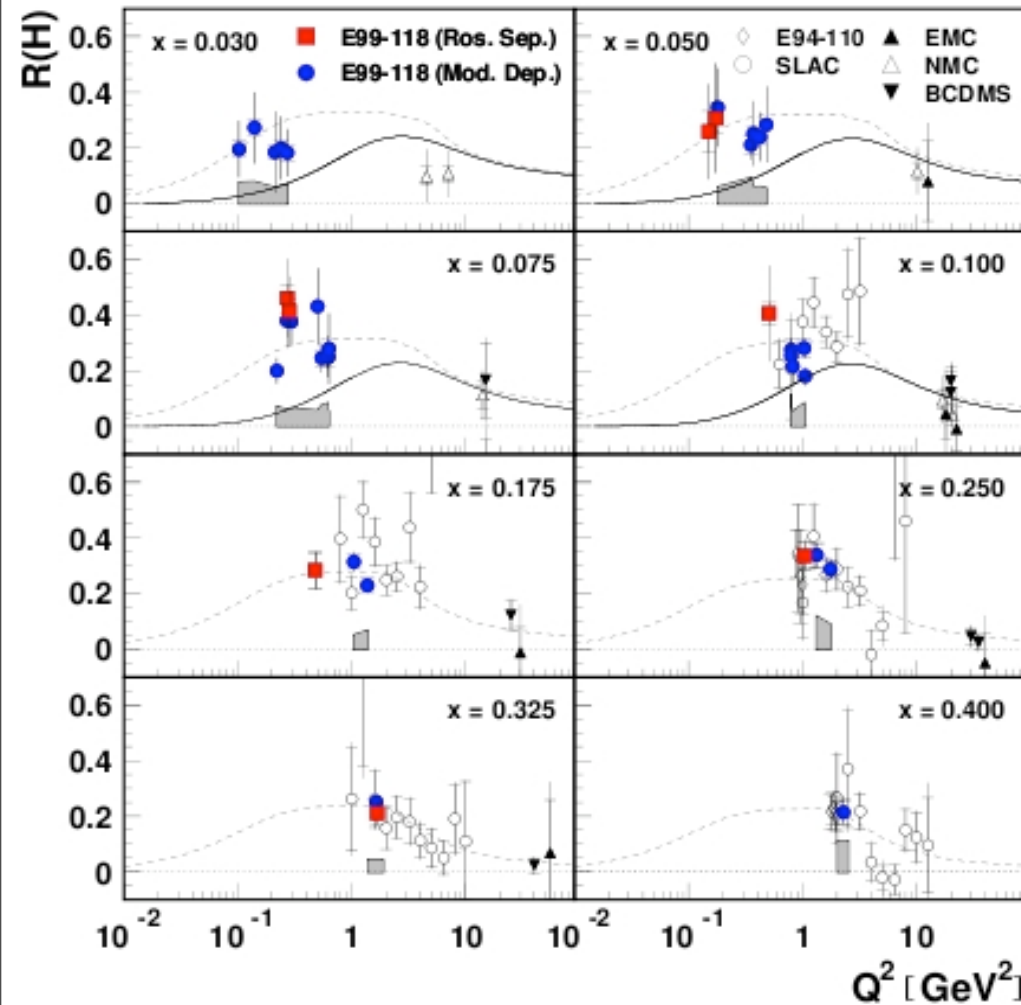 R(H)
0.6
0.4
0.2
0
x = 0.030
E99-118 (Ros. Sep.)
E99-118 (Mod. Dep.)
x = 0.050
E94-110
SLAC
EMC
NMC
BCDMS
0.6
0.4
0.2
0
x = 0.075
x = 0.100
0.6
0.4
0.2
0
x = 0.175
x = 0.250
0.6
0.4
0.2
0
x = 0.325
x = 0.400
10⁻² 10⁻¹ 1 10 10⁻² 10⁻¹ 1 10
Q² [GeV²]